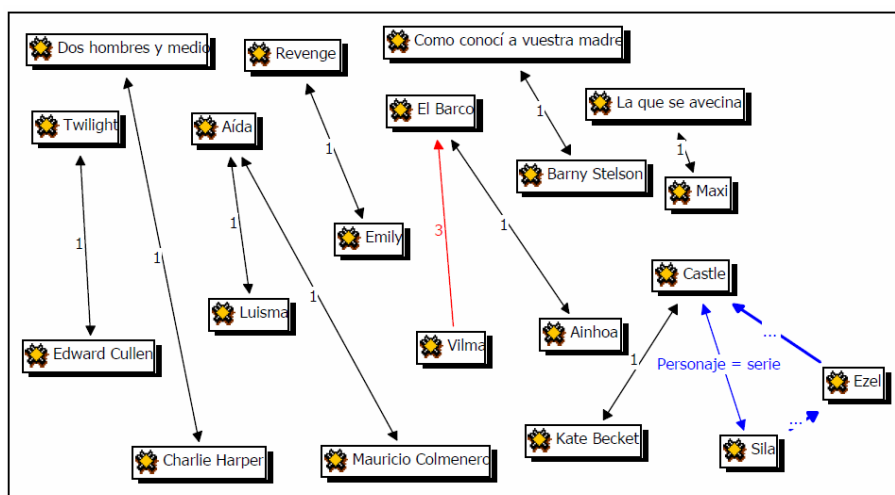 Dos hombres y medio
Revenge
Como conocí a vuestra madre
Twilight
Aída
El Barco
La que se avecina
1
1
1
Barny Stelson
Maxi
Emily
3
1
1
1
1
1
Castle
Luisma
...
Edward Cullen
Vilma
Ainhoa
1
Personaje = serie
Ezel
...
Charlie Harper
Mauricio Colmenero
Kate Becket
Sila